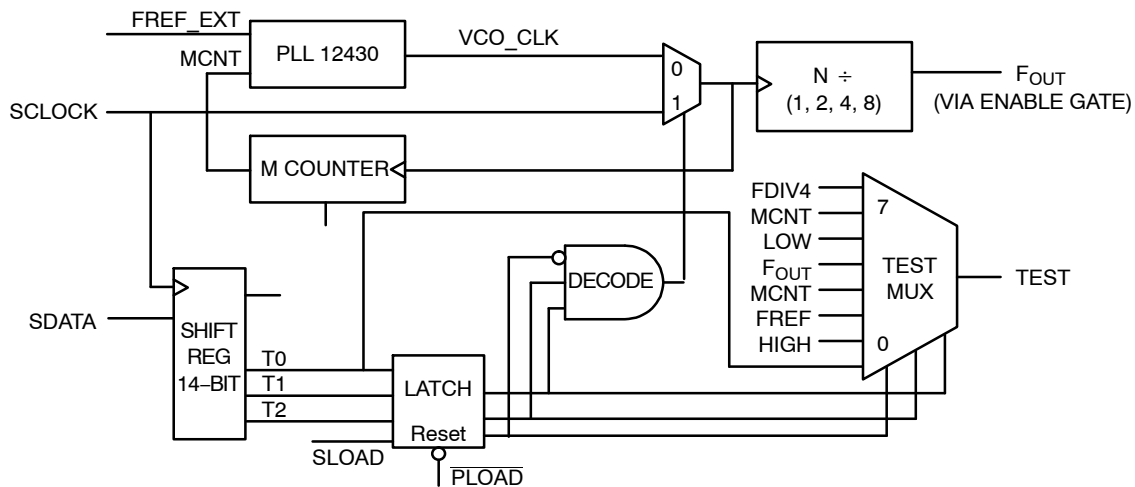 FREF_EXT
MCNT
PLL 12430
VCO_CLK
SCLOCK
0
1
N ÷
(1, 2, 4, 8)
FOUT
(VIA ENABLE GATE)
M COUNTER
FDIV4
MCNT
LOW
FOUT
MCNT
FREF
HIGH
7
TEST
MUX
0
TEST
DECODE
SDATA
SHIFT
REG
14–BIT
T0
T1
T2
LATCH
Reset
SLOAD
PLOAD